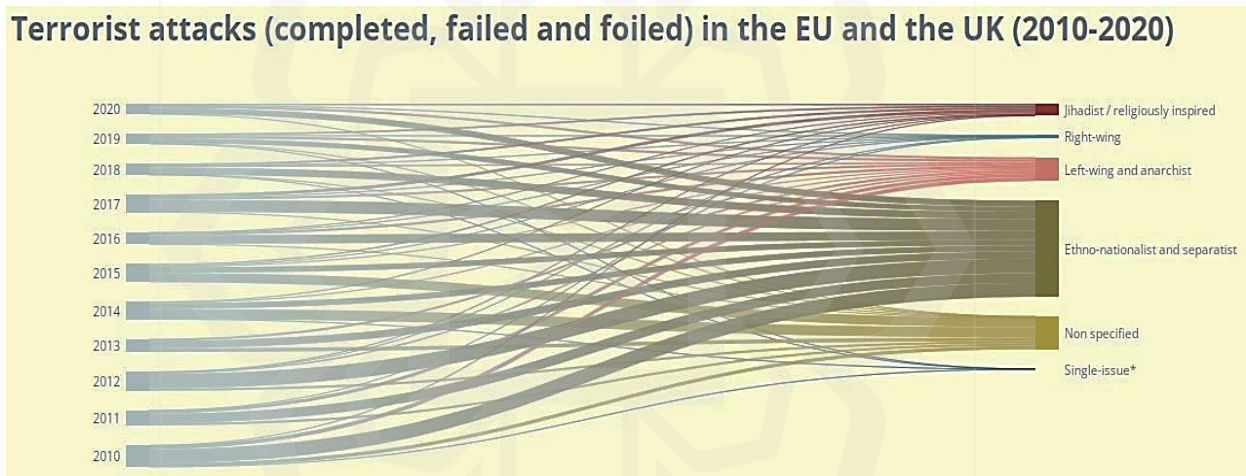 Terrorist attacks (completed, failed and foiled) in the EU and the UK (2010-2020)
2020
2019
2018
2017
2016
2015
2014
2013
2012
2011
2010
Jihadist / religiously inspired
Right-wing
Left-wing and anarchist
Ethno-nationalist and separatist
Non specified
Single-issue*